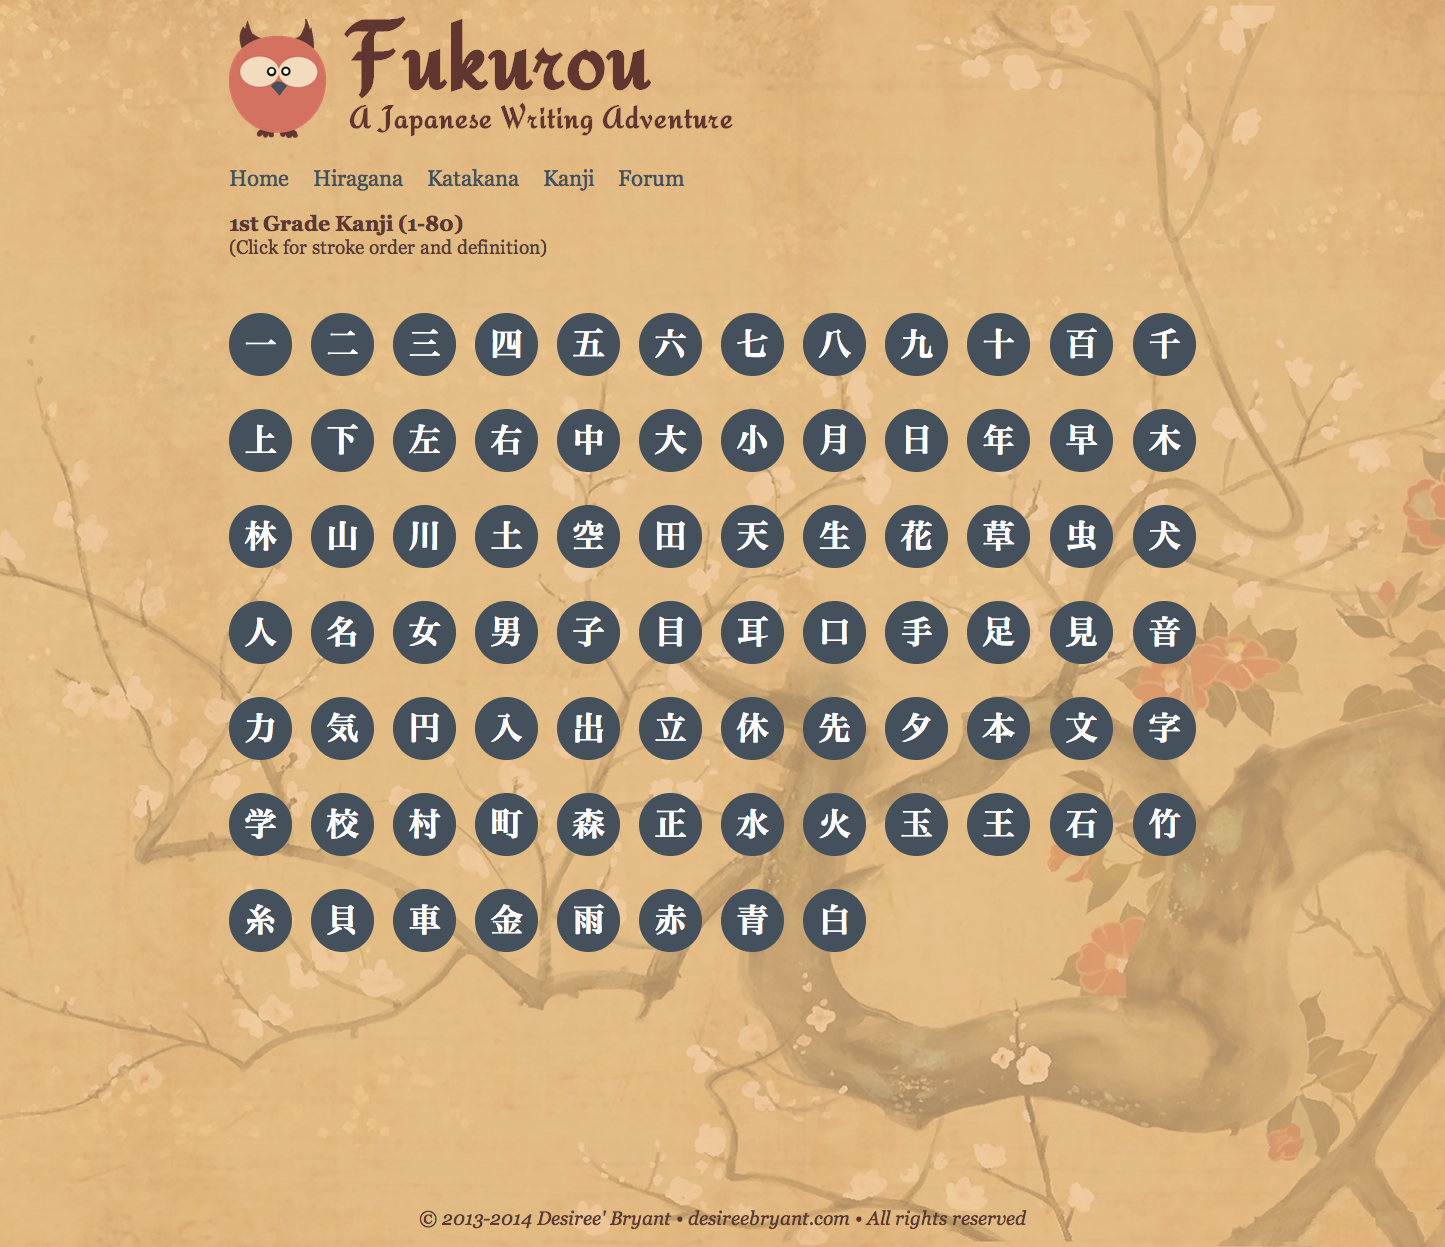 Fukurou
A Japanese Writing Adventure
Home Hiragana Katakana Kanji Forum
1st Grade Kanji (1-80)
(Click for stroke order and definition)
一 二 三 四 五 六 七 八 九 十 百 千
上 下 左 右 中 大 小 月 日 年 早 木
林 山 川 土 空 田 天 生 花 草 虫 犬
人 名 女 男 子 目 耳 口 手 足 見 音
力 気 円 入 出 立 休 先 夕 本 文 字
学 校 村 町 森 正 水 火 玉 王 石 竹
糸 貝 車 金 雨 赤 青 白
© 2013-2014 Desiree' Bryant • desireebryant.com • All rights reserved